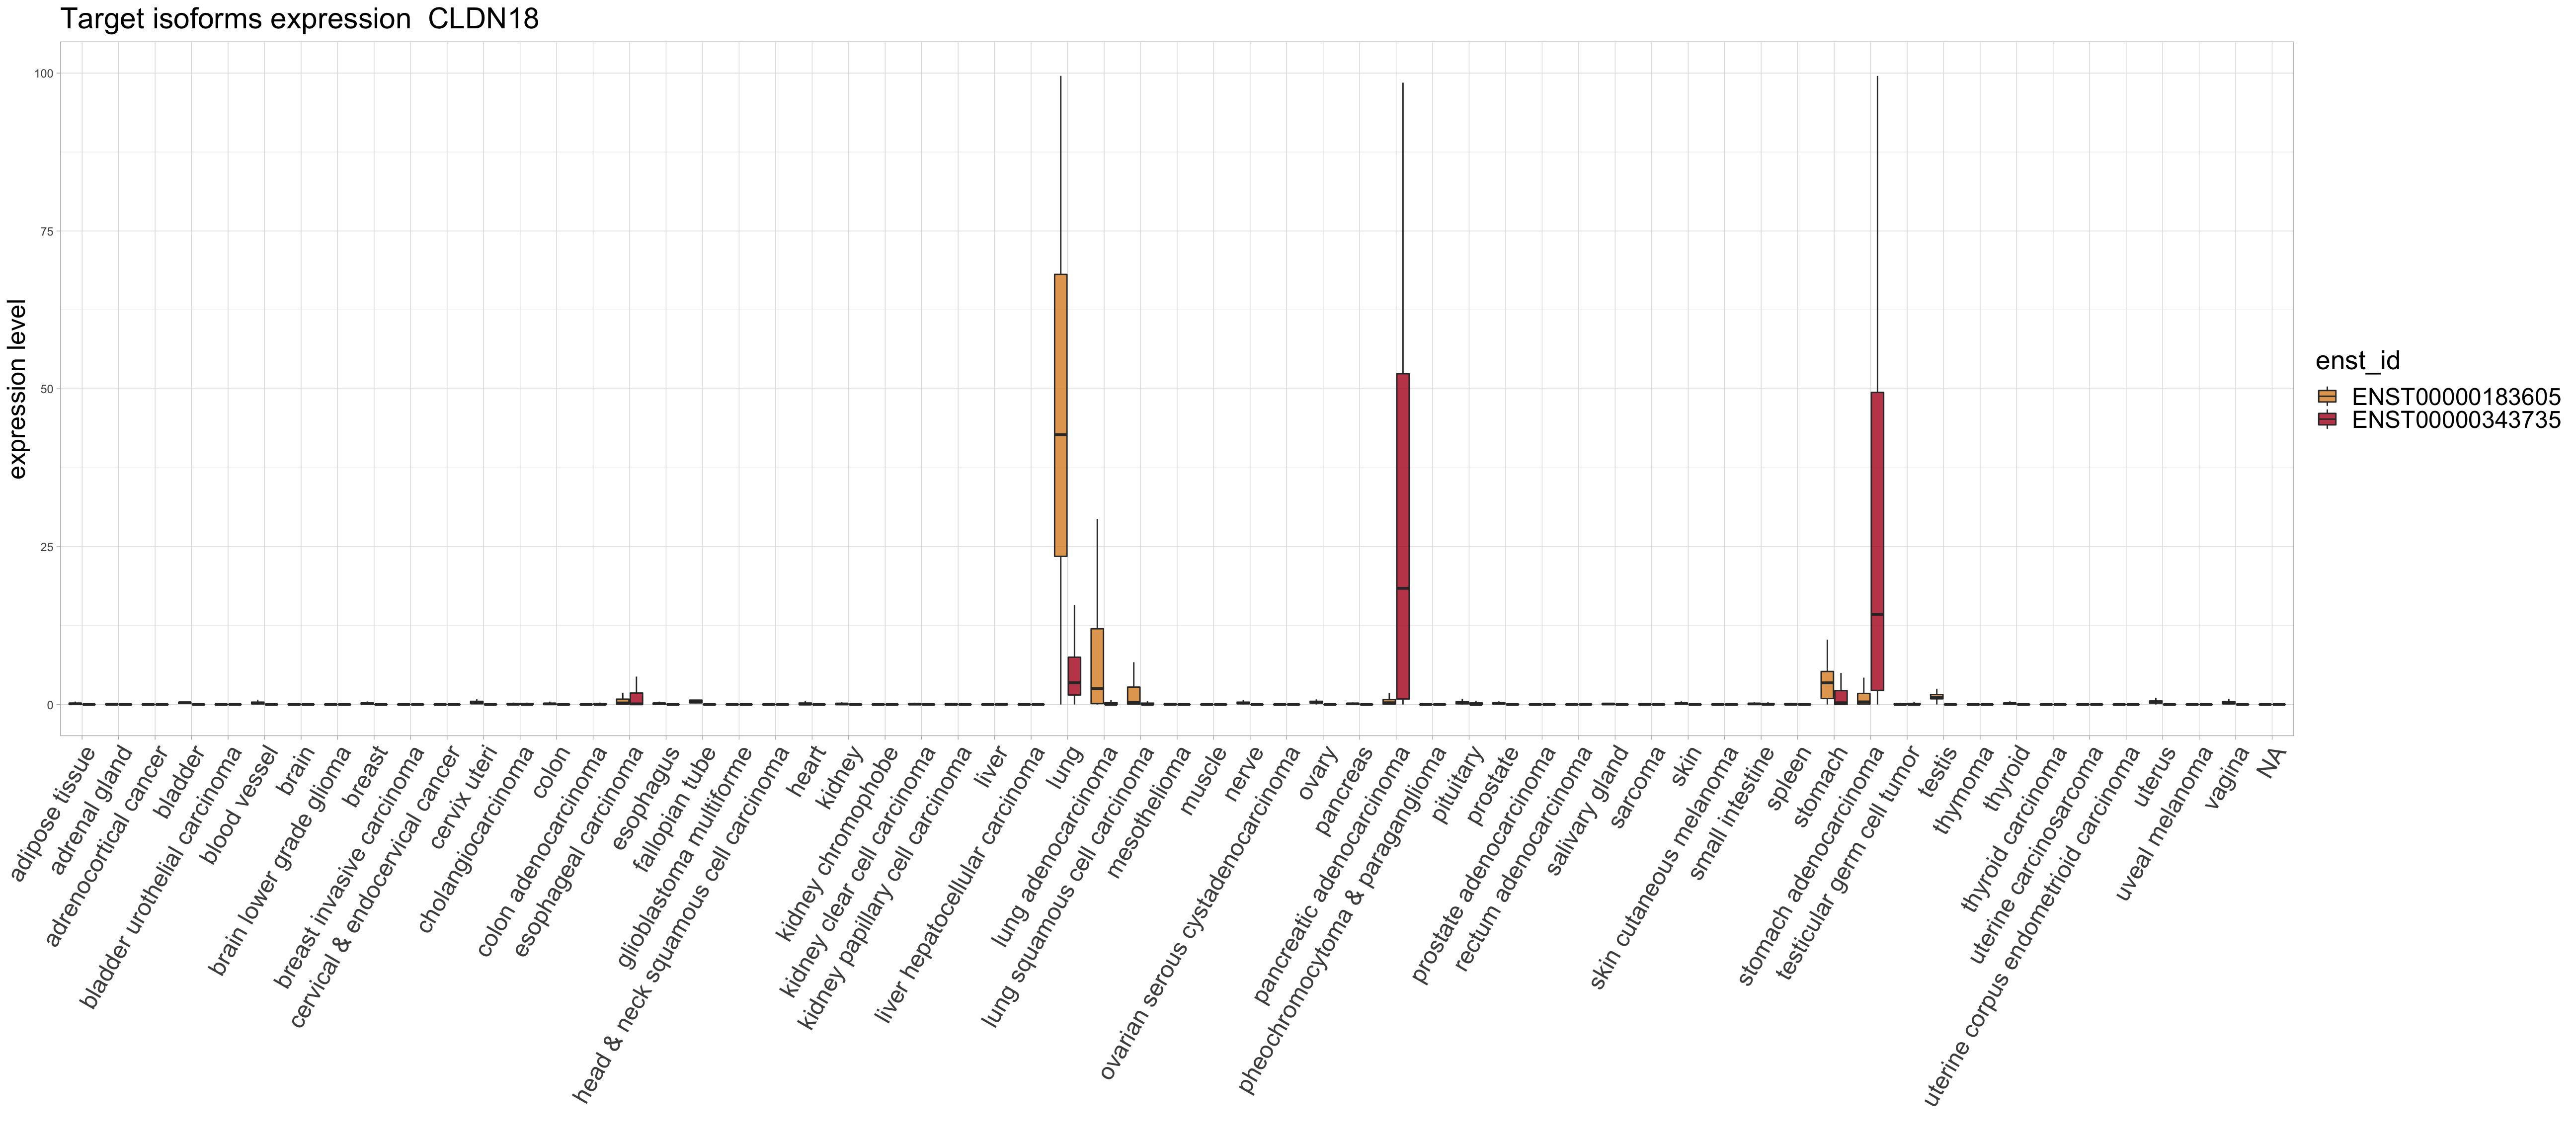 Target isoforms expression  CLDN18
expression level
100
75
50
25
0
adipose tissue
adrenal gland
adrenocortical cancer
bladder
bladder urothelial carcinoma
blood vessel
brain
brain lower grade glioma
breast
breast invasive carcinoma
cervical & endocervical cancer
cervix uteri
cholangiocarcinoma
colon
colon adenocarcinoma
esophageal carcinoma
esophagus
fallopian tube
glioblastoma multiforme
head & neck squamous cell carcinoma
heart
kidney
kidney chromophobe
kidney clear cell carcinoma
kidney papillary cell carcinoma
liver
liver hepatocellular carcinoma
lung
lung adenocarcinoma
lung squamous cell carcinoma
mesothelioma
muscle
nerve
ovarian serous cystadenocarcinoma
ovary
pancreas
pancreatic adenocarcinoma
pheochromocytoma & paraganglioma
pituitary
prostate
prostate adenocarcinoma
rectum adenocarcinoma
salivary gland
sarcoma
skin
skin cutaneous melanoma
small intestine
spleen
stomach
stomach adenocarcinoma
testicular germ cell tumor
testis
thymoma
thyroid
thyroid carcinoma
uterine carcinosarcoma
uterine corpus endometrioid carcinoma
uterus
uveal melanoma
vagina
NA
enst_id
ENST00000183605
ENST00000343735